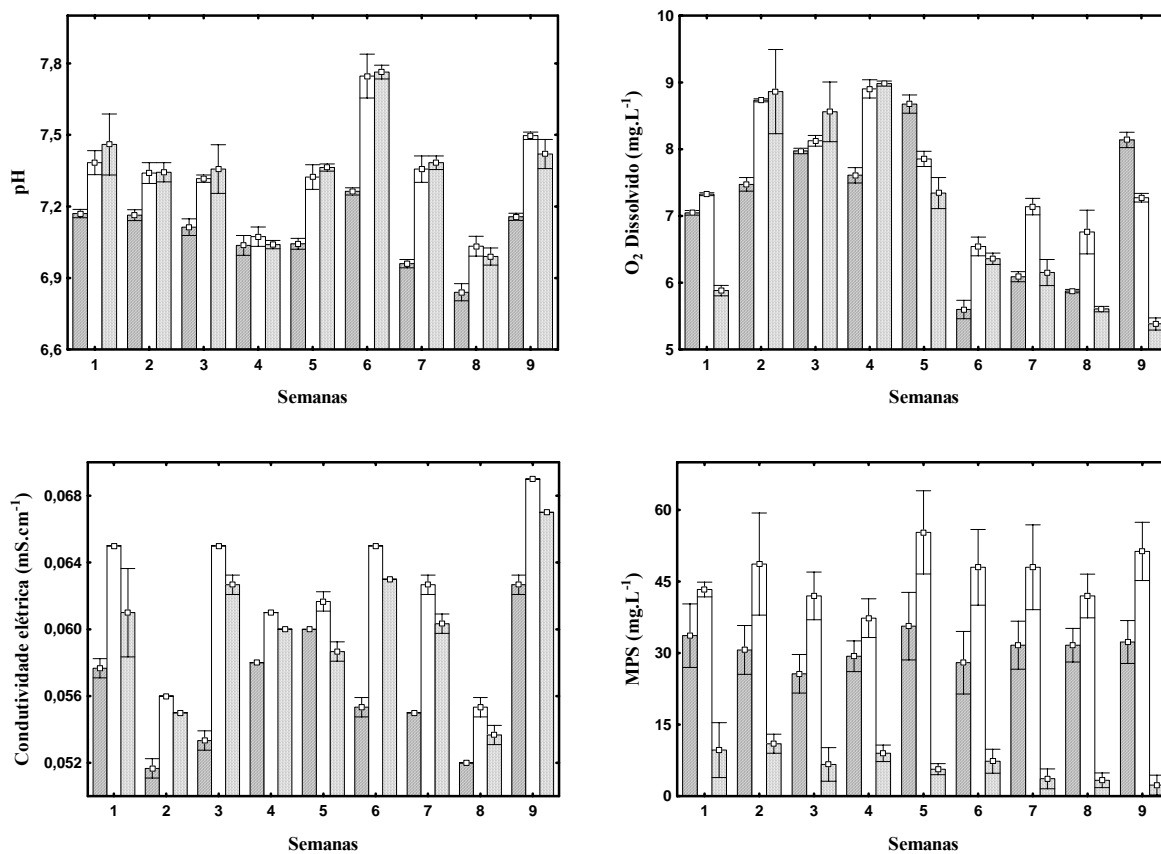 pH
7,8
7,5
7,2
6,9
6,6
1 2 3 4 5 6 7 8 9
Semanas
O2 Dissolvido (mg.L-1)
10
9
8
7
6
5
1 2 3 4 5 6 7 8 9
Semanas
Condutividade elétrica (mS.cm-1)
0,068
0,064
0,060
0,056
0,052
1 2 3 4 5 6 7 8 9
Semanas
MPS (mg.L-1)
60
45
30
15
0
1 2 3 4 5 6 7 8 9
Semanas